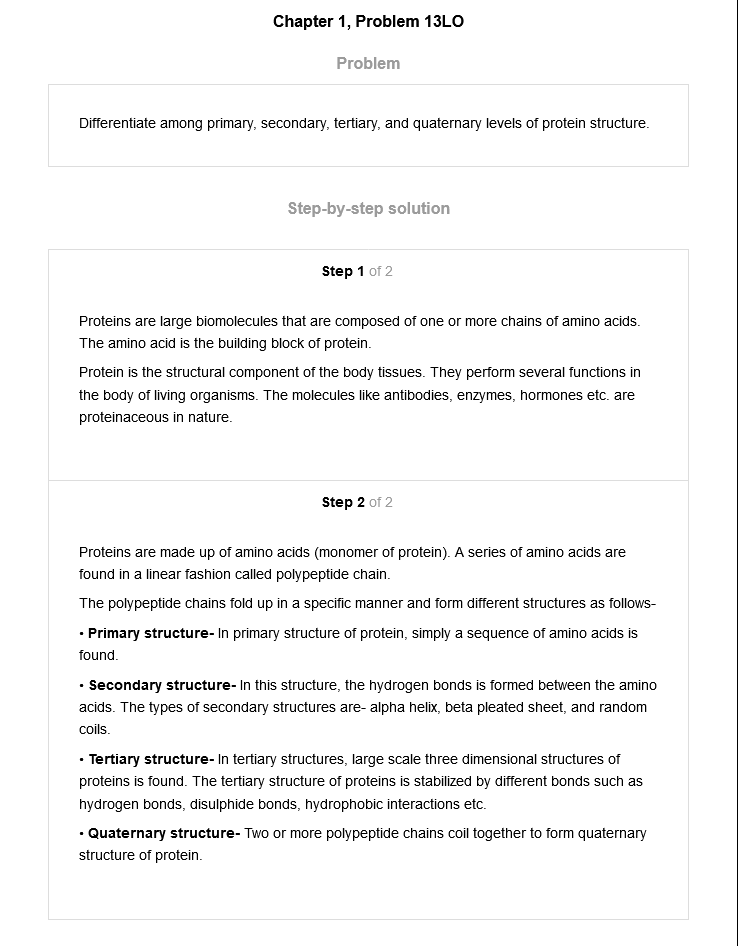 Chapter 1, Problem 13LO
Problem
Differentiate among primary, secondary, tertiary, and quaternary levels of protein structure.
Step-by-step solution
Step 1 of 2
Proteins are large biomolecules that are composed of one or more chains of amino acids.
The amino acid is the building block of protein.
Protein is the structural component of the body tissues. They perform several functions in
the body of living organisms. The molecules like antibodies, enzymes, hormones etc. are
proteinaceous in nature.
Step 2 of 2
Proteins are made up of amino acids (monomer of protein). A series of amino acids are
found in a linear fashion called polypeptide chain.
The polypeptide chains fold up in a specific manner and form different structures as follows-
• Primary structure- In primary structure of protein, simply a sequence of amino acids is
found.
• Secondary structure- In this structure, the hydrogen bonds is formed between the amino
acids. The types of secondary structures are- alpha helix, beta pleated sheet, and random
coils.
• Tertiary structure- In tertiary structures, large scale three dimensional structures of
proteins is found. The tertiary structure of proteins is stabilized by different bonds such as
hydrogen bonds, disulphide bonds, hydrophobic interactions etc.
• Quaternary structure- Two or more polypeptide chains coil together to form quaternary
structure of protein.